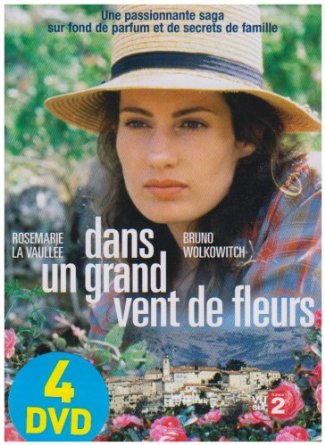 Une passionnante saga
sur fond de parfum et de secrets de famille
ROSEMARIE
LA VAULLEE
dans
BRUNO
WOLKOWITCH
un grand
vent de fleurs
4
DVD
VU
2